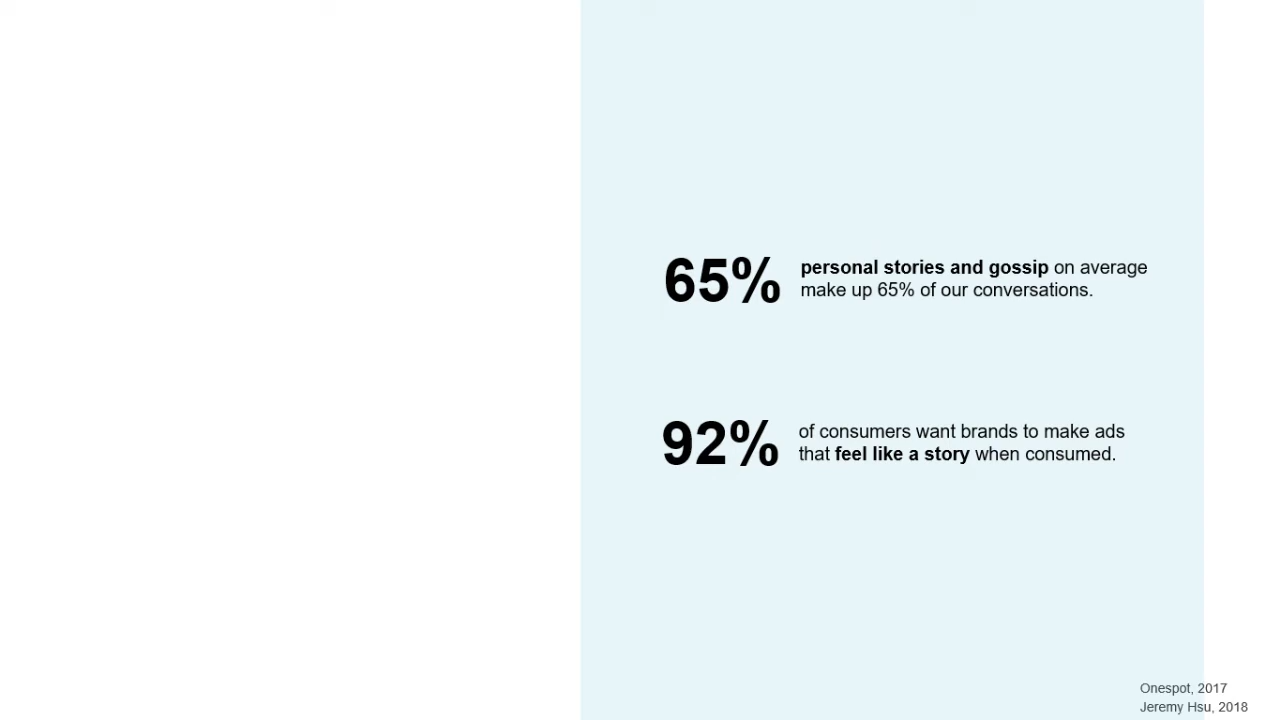 65% personal stories and gossip on average
make up 65% of our conversations.
92% of consumers want brands to make ads
that feel like a story when consumed.
Onespot, 2017
Jeremy Hsu, 2018